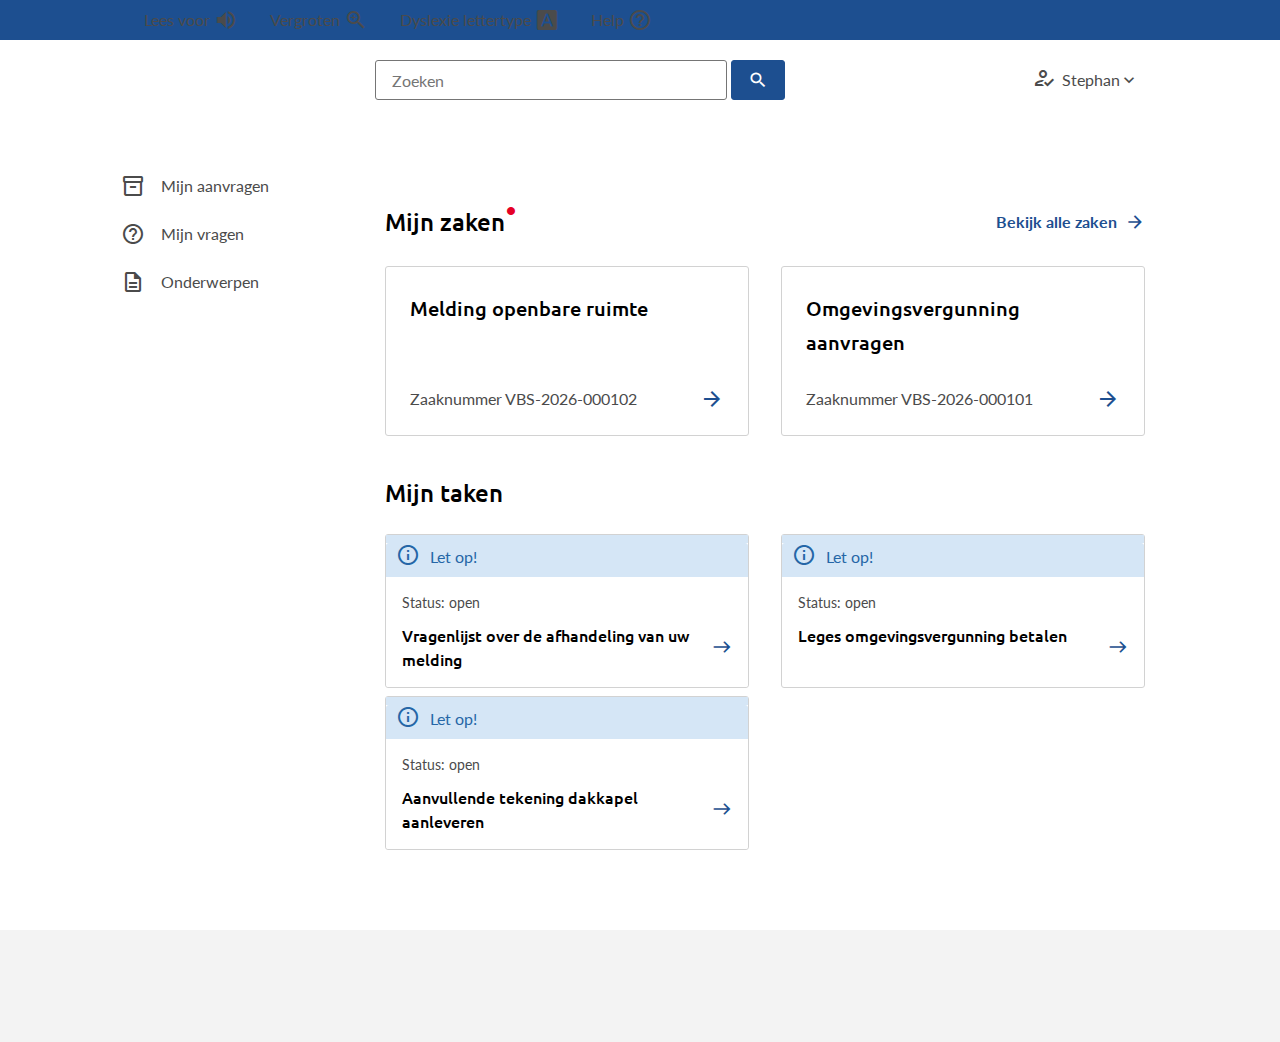 Lees voor
Vergroten
Dyslexie lettertype
Help
Zoeken
Stephan
Mijn aanvragen
Mijn vragen
Onderwerpen
Mijn zaken
Bekijk alle zaken
Melding openbare ruimte
Zaaknummer VBS-2026-000102
Omgevingsvergunning
aanvragen
Zaaknummer VBS-2026-000101
Mijn taken
Let op!
Status: open
Vragenlijst over de afhandeling van uw
melding
Let op!
Status: open
Leges omgevingsvergunning betalen
Let op!
Status: open
Aanvullende tekening dakkapel
aanleveren